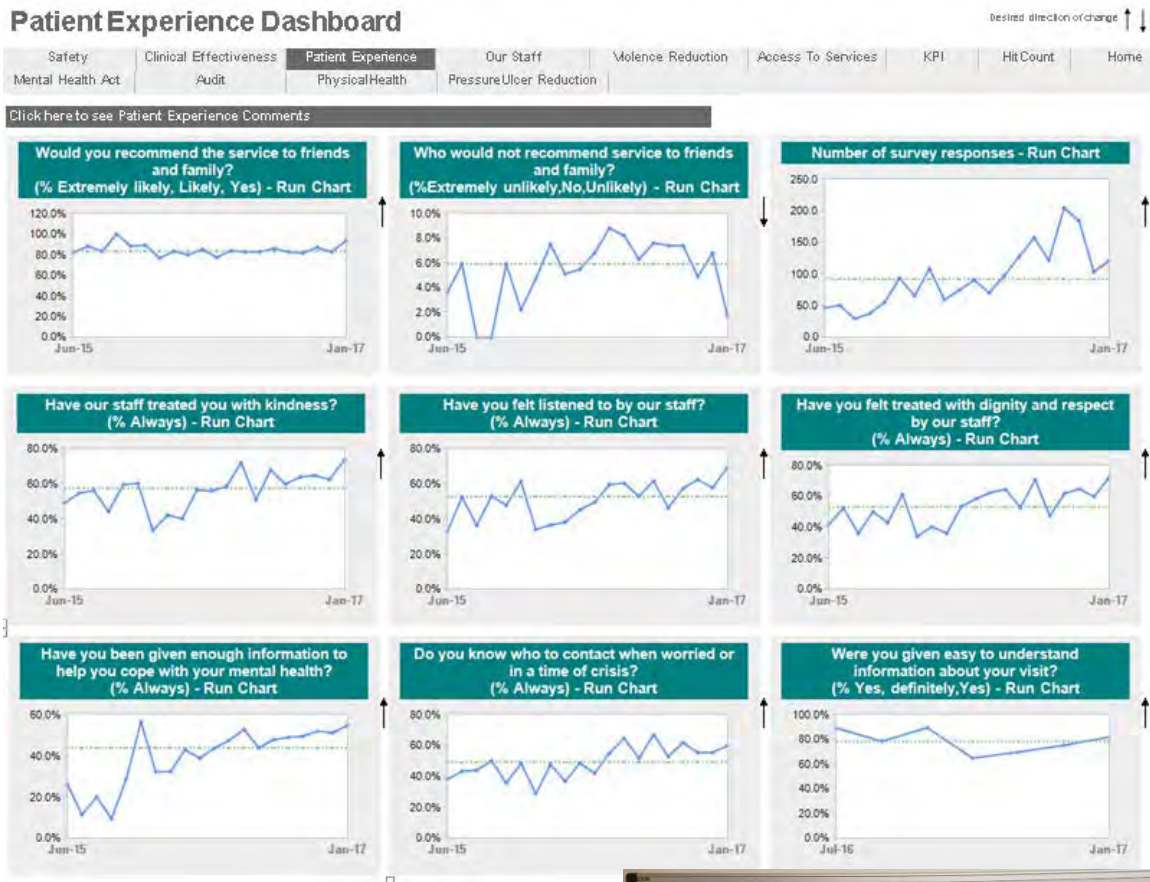 Patient Experience Dashboard
Desired direction of change
Safety Clinical Effectiveness Patient Experience Our Staff Violence Reduction Access To Services KPI Hit Count Home
Mental Health Act Audit Physical Health Pressure Ulcer Reduction
Click here to see Patient Experience Comments
Would you recommend the service to friends
and family?
(% Extremely likely, Likely, Yes) - Run Chart
120.0%
100.0%
80.0%
60.0%
40.0%
20.0%
0.0%
Jun-15 Jan-17
Who would not recommend service to friends
and family?
(%Extremely unlikely,No,Unlikely) - Run Chart
10.0%
8.0%
6.0%
4.0%
2.0%
0.0%
Jun-15 Jan-17
Number of survey responses - Run Chart
250.0
200.0
150.0
100.0
50.0
0.0
Jun-15 Jan-17
Have our staff treated you with kindness?
(% Always) - Run Chart
80.0%
60.0%
40.0%
20.0%
0.0%
Jun-15 Jan-17
Have you felt listened to by our staff?
(% Always) - Run Chart
80.0%
60.0%
40.0%
20.0%
0.0%
Jun-15 Jan-17
Have you felt treated with dignity and respect
by our staff?
(% Always) - Run Chart
80.0%
60.0%
40.0%
20.0%
0.0%
Jun-15 Jan-17
Have you been given enough information to
help you cope with your mental health?
(% Always) - Run Chart
60.0%
40.0%
20.0%
0.0%
Jun-15 Jan-17
Do you know who to contact when worried or
in a time of crisis?
(% Always) - Run Chart
80.0%
60.0%
40.0%
20.0%
0.0%
Jun-15 Jan-17
Were you given easy to understand
information about your visit?
(% Yes, definitely,Yes) - Run Chart
100.0%
80.0%
60.0%
40.0%
20.0%
0.0%
Jul-16 Jan-17